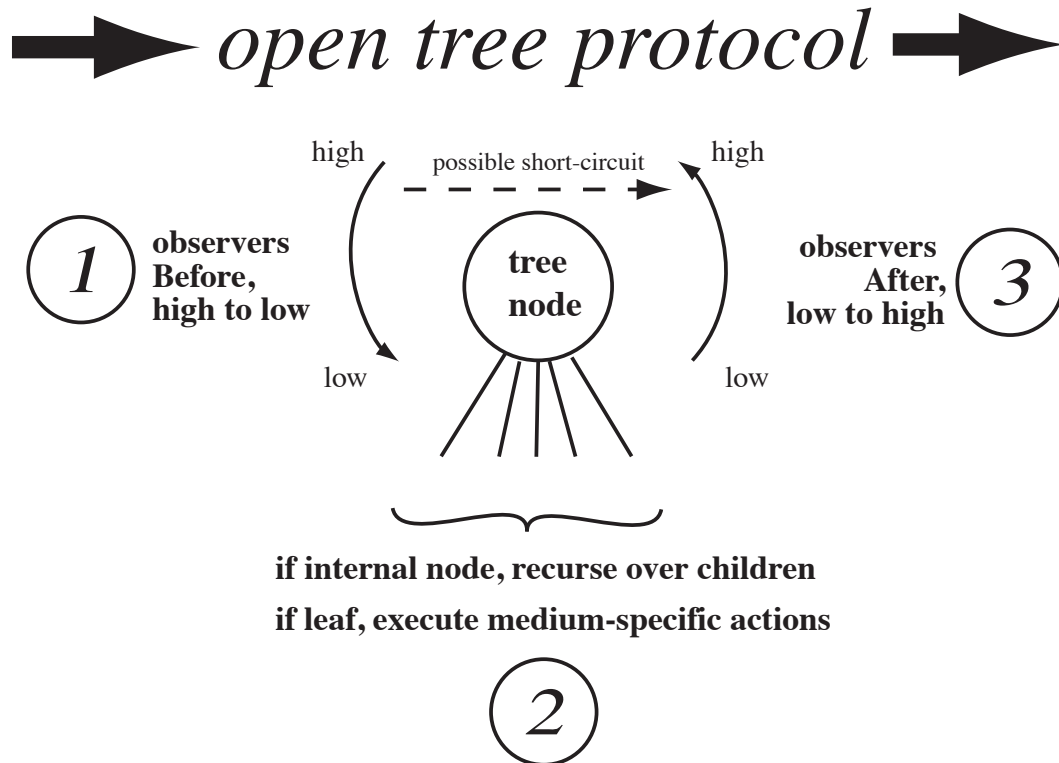 open tree protocol
high
possible short-circuit
high
1
observers
Before,
high to low
tree
node
observers
After,
low to high
3
low
low
if internal node, recurse over children
if leaf, execute medium-specific actions
2